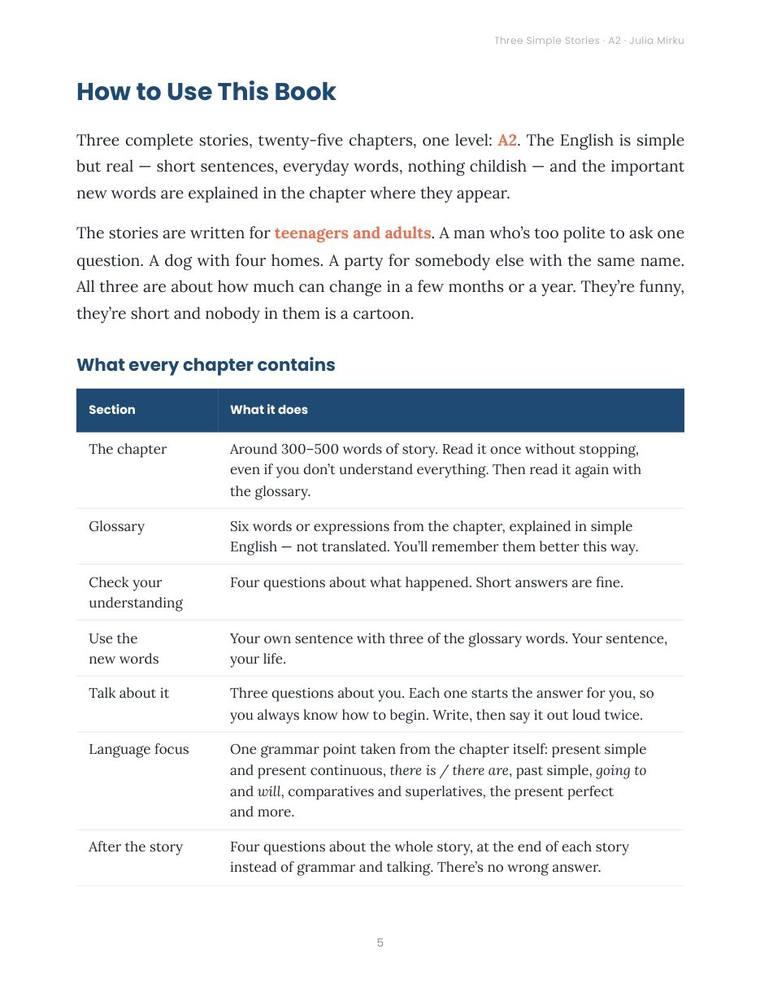 Three Simple Stories · A2 · Julia Mirku
How to Use This Book
Three complete stories, twenty-five chapters, one level: A2. The English is simple
but real — short sentences, everyday words, nothing childish — and the important
new words are explained in the chapter where they appear.
The stories are written for teenagers and adults. A man who's too polite to ask one
question. A dog with four homes. A party for somebody else with the same name.
All three are about how much can change in a few months or a year. They're funny,
they're short and nobody in them is a cartoon.
What every chapter contains
Section
What it does
The chapter
Around 300–500 words of story. Read it once without stopping,
even if you don't understand everything. Then read it again with
the glossary.
Glossary
Six words or expressions from the chapter, explained in simple
English — not translated. You'll remember them better this way.
Check your
understanding
Four questions about what happened. Short answers are fine.
Use the
new words
Your own sentence with three of the glossary words. Your sentence,
your life.
Talk about it
Three questions about you. Each one starts the answer for you, so
you always know how to begin. Write, then say it out loud twice.
Language focus
One grammar point taken from the chapter itself: present simple
and present continuous, there is / there are, past simple, going to
and will, comparatives and superlatives, the present perfect
and more.
After the story
Four questions about the whole story, at the end of each story
instead of grammar and talking. There's no wrong answer.
5